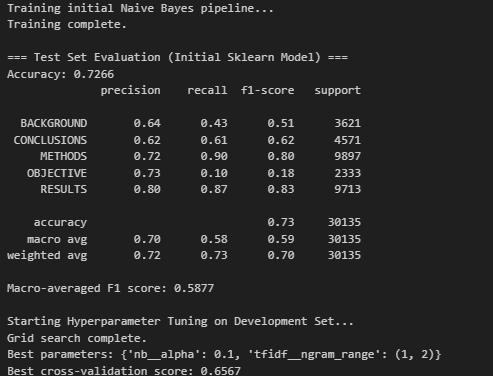 Training initial Naive Bayes pipeline...
Training complete.
=== Test Set Evaluation (Initial Sklearn Model) ===
Accuracy: 0.7266
precision recall f1-score support
BACKGROUND 0.64 0.43 0.51 3621
CONCLUSIONS 0.62 0.61 0.62 4571
METHODS 0.72 0.90 0.80 9897
OBJECTIVE 0.73 0.10 0.18 2333
RESULTS 0.80 0.87 0.83 9713
accuracy 0.73 30135
macro avg 0.70 0.58 0.59 30135
weighted avg 0.72 0.73 0.70 30135
Macro-averaged F1 score: 0.5877
Starting Hyperparameter Tuning on Development Set...
Grid search complete.
Best parameters: {'nb__alpha': 0.1, 'tfidf__ngram_range': (1, 2)}
Best cross-validation score: 0.6567